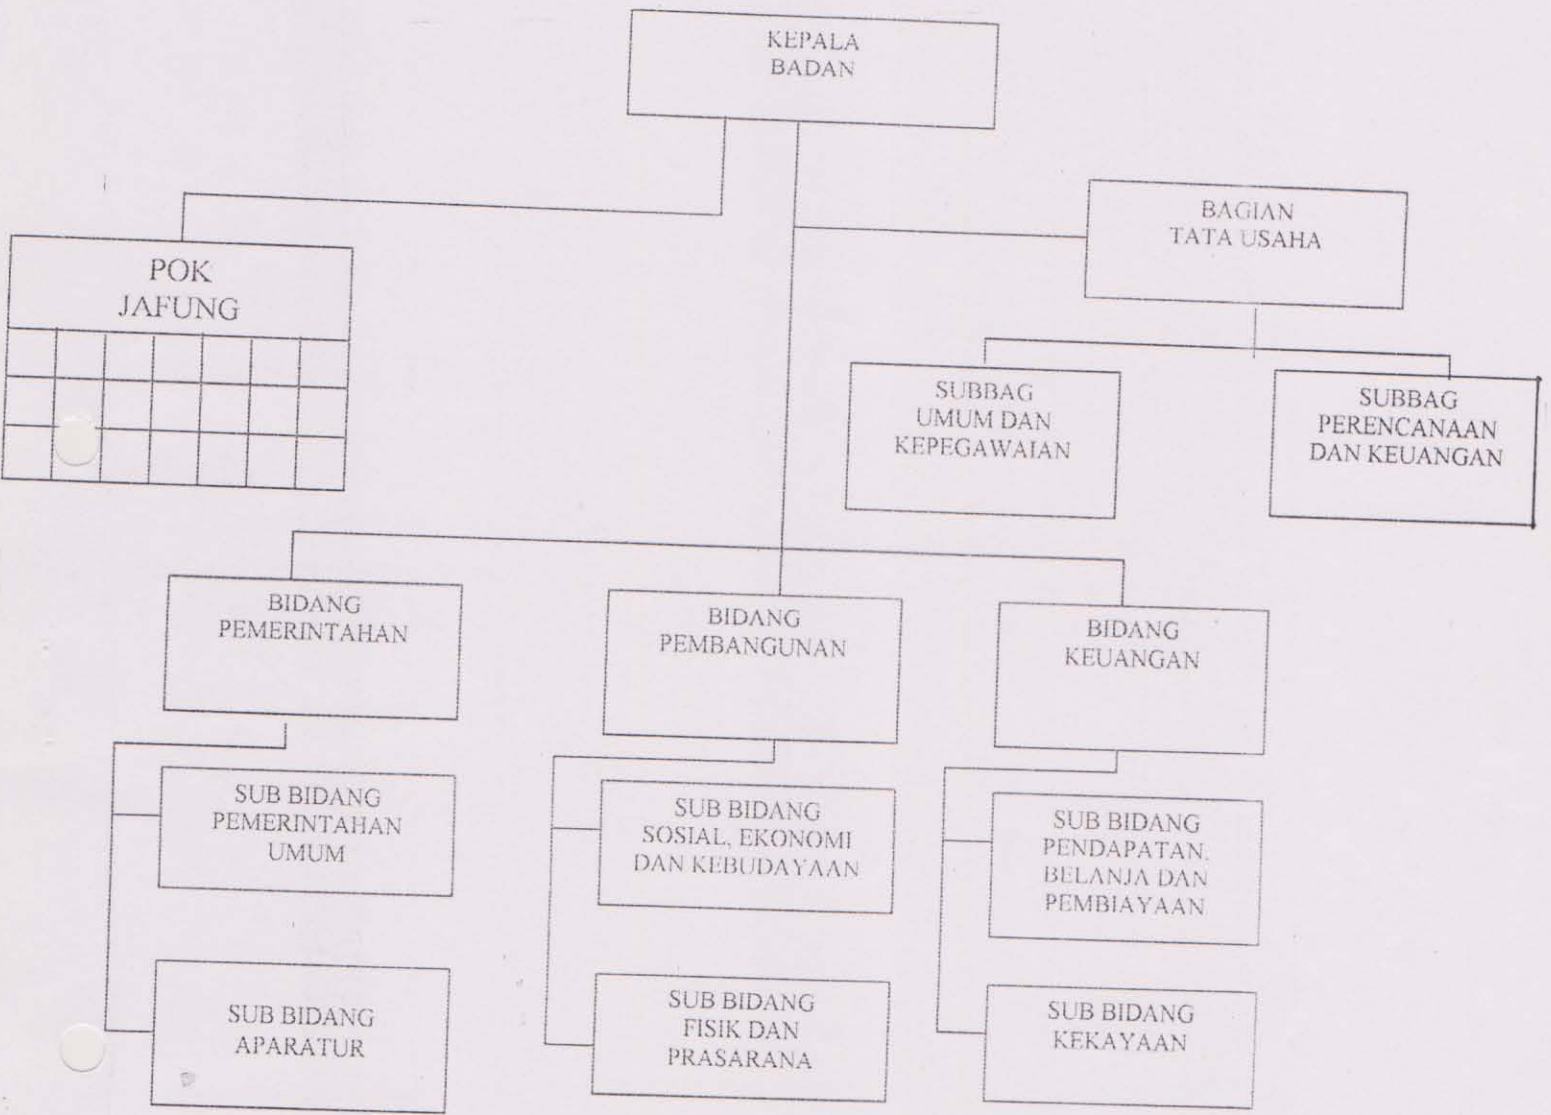 KEPALA
BADAN
BAGIAN
TATA USAHA
POK
JAFUNG
SUBBAG
UMUM DAN
KEPEGAWAIAN
SUBBAG
PERENCANAAN
DAN KEUANGAN
BIDANG
PEMERINTAHAN
BIDANG
PEMBANGUNAN
BIDANG
KEUANGAN
SUB BIDANG
PEMERINTAHAN
UMUM
SUB BIDANG
SOSIAL, EKONOMI
DAN KEBUDAYAAN
SUB BIDANG
PENDAPATAN,
BELANJA DAN
PEMBIAYAAN
SUB BIDANG
APARATUR
SUB BIDANG
FISIK DAN
PRASARANA
SUB BIDANG
KEKAYAAN